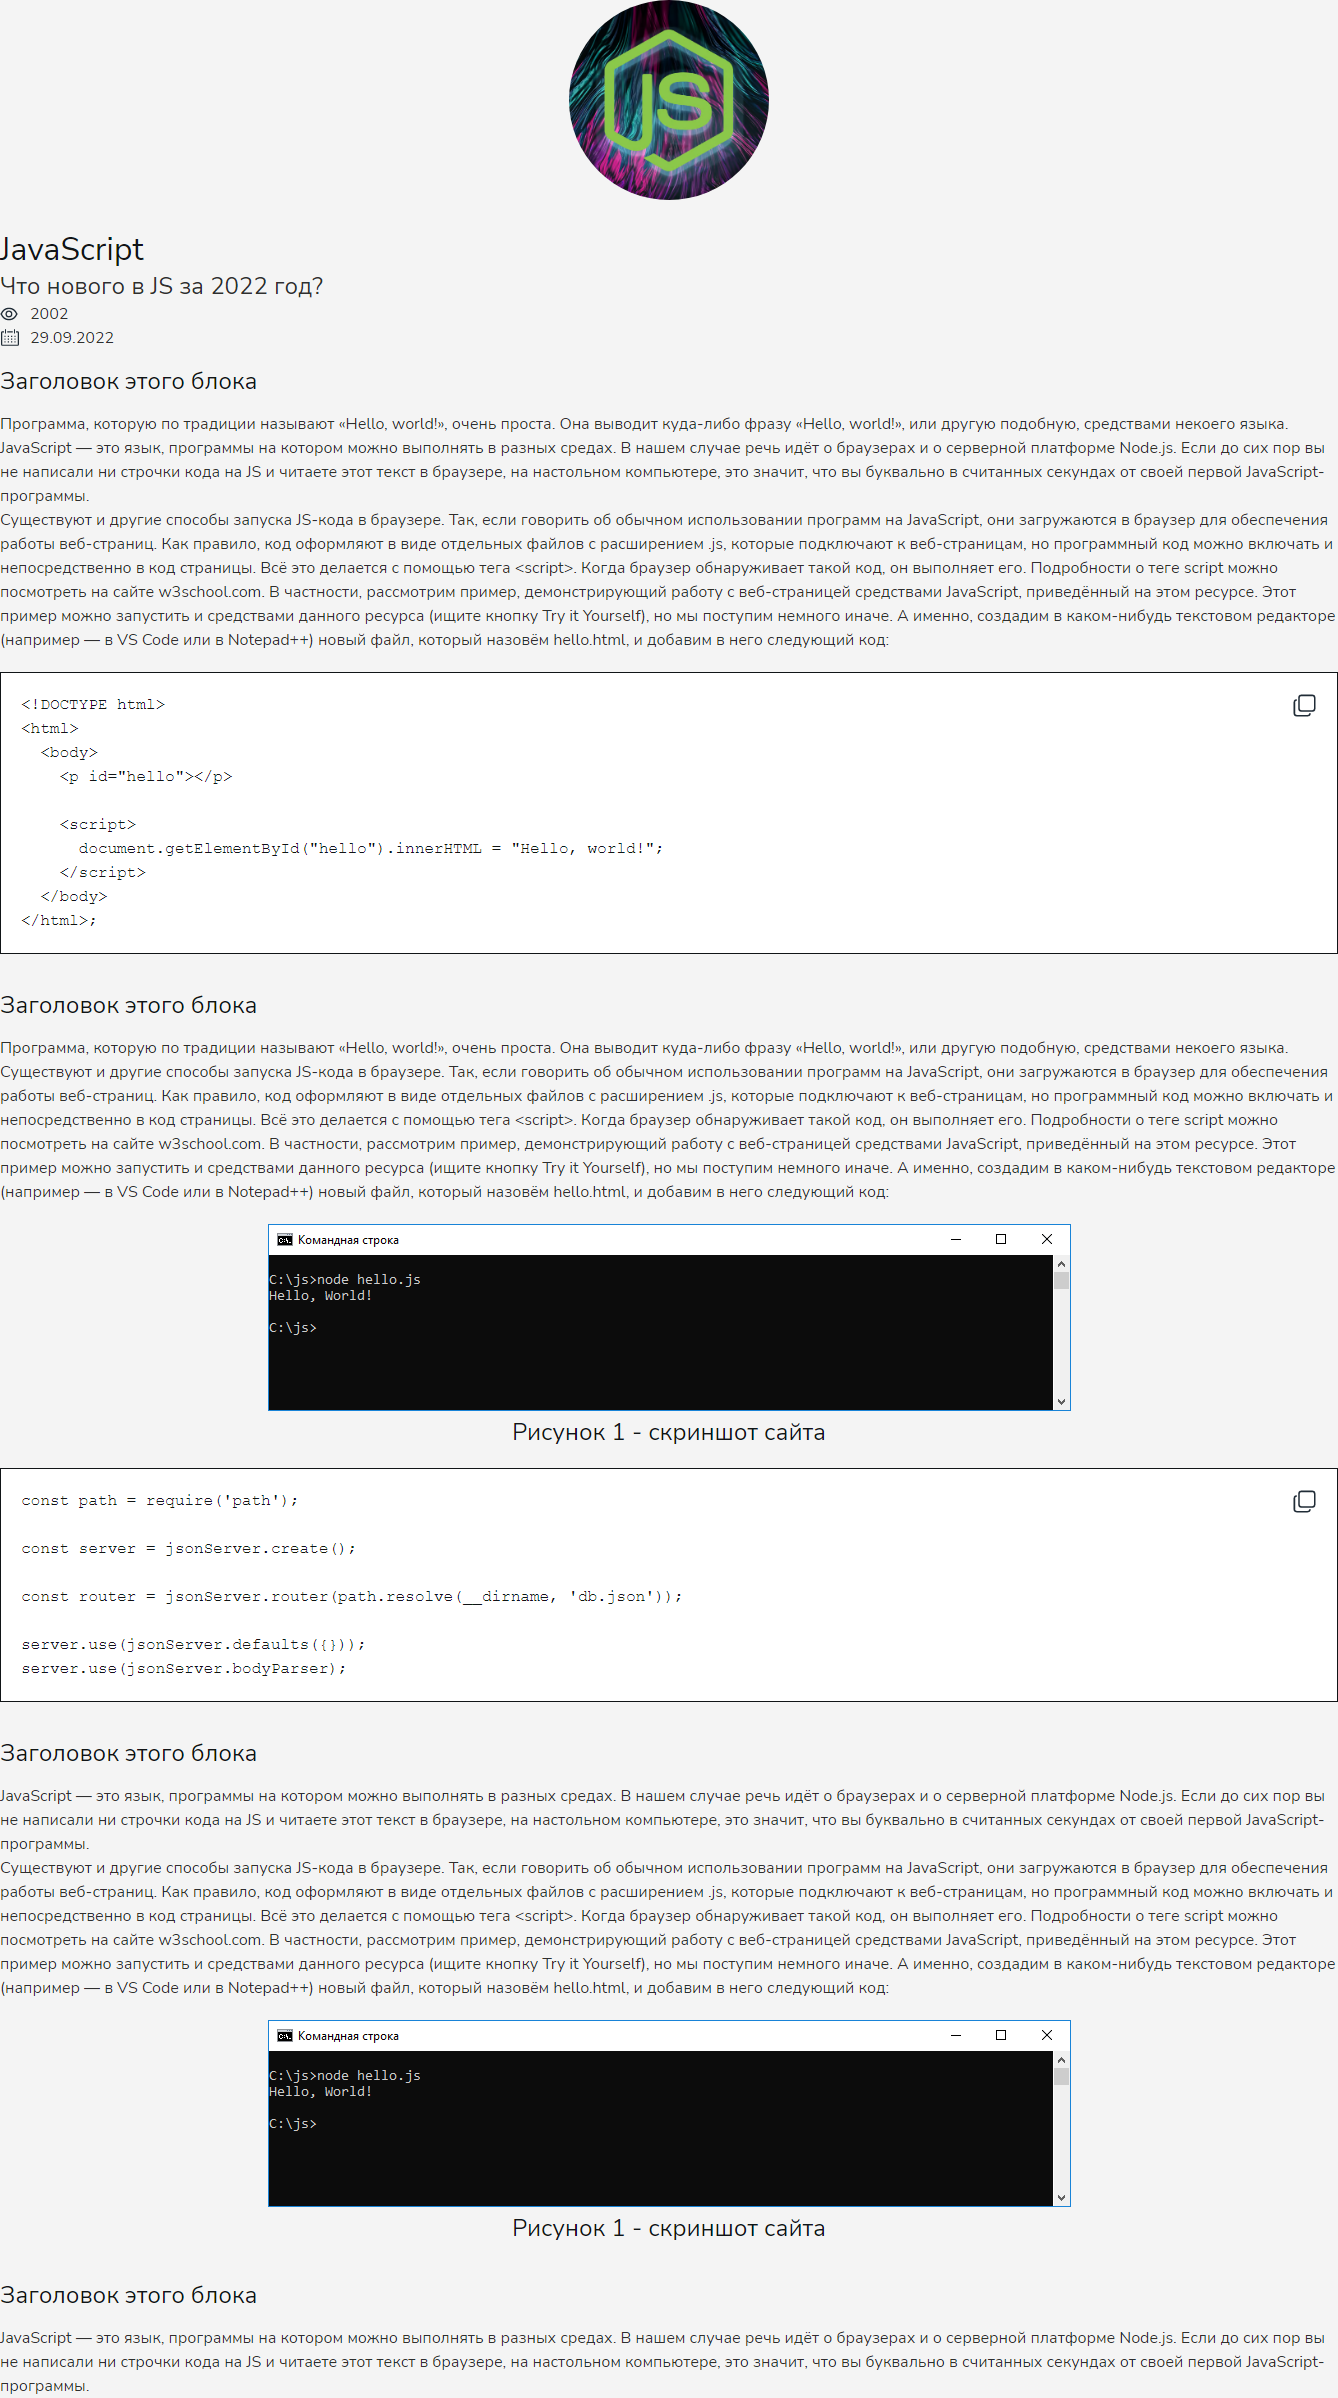 JS
JavaScript
Что нового в JS за 2022 год?
2002
29.09.2022
Заголовок этого блока
Программа, которую по традиции называют «Hello, world!», очень проста. Она выводит куда-либо фразу «Hello, world!», или другую подобную, средствами некоего языка.
JavaScript — это язык, программы на котором можно выполнять в разных средах. В нашем случае речь идёт о браузерах и о серверной платформе Node.js. Если до сих пор вы
не написали ни строчки кода на JS и читаете этот текст в браузере, на настольном компьютере, это значит, что вы буквально в считанных секундах от своей первой JavaScript-
программы.
Существуют и другие способы запуска JS-кода в браузере. Так, если говорить об обычном использовании программ на JavaScript, они загружаются в браузер для обеспечения
работы веб-страниц. Как правило, код оформляют в виде отдельных файлов с расширением .js, которые подключают к веб-страницам, но программный код можно включать и
непосредственно в код страницы. Всё это делается с помощью тега <script>. Когда браузер обнаруживает такой код, он выполняет его. Подробности о теге script можно
посмотреть на сайте w3school.com. В частности, рассмотрим пример, демонстрирующий работу с веб-страницей средствами JavaScript, приведённый на этом ресурсе. Этот
пример можно запустить и средствами данного ресурса (ищите кнопку Try it Yourself), но мы поступим немного иначе. А именно, создадим в каком-нибудь текстовом редакторе
(например — в VS Code или в Notepad++) новый файл, который назовём hello.html, и добавим в него следующий код:
<!DOCTYPE html>
<html>
  <body>
    <p id="hello"></p>
    <script>
      document.getElementById("hello").innerHTML = "Hello, world!";
    </script>
  </body>
</html>;
Заголовок этого блока
Программа, которую по традиции называют «Hello, world!», очень проста. Она выводит куда-либо фразу «Hello, world!», или другую подобную, средствами некоего языка.
Существуют и другие способы запуска JS-кода в браузере. Так, если говорить об обычном использовании программ на JavaScript, они загружаются в браузер для обеспечения
работы веб-страниц. Как правило, код оформляют в виде отдельных файлов с расширением .js, которые подключают к веб-страницам, но программный код можно включать и
непосредственно в код страницы. Всё это делается с помощью тега <script>. Когда браузер обнаруживает такой код, он выполняет его. Подробности о теге script можно
посмотреть на сайте w3school.com. В частности, рассмотрим пример, демонстрирующий работу с веб-страницей средствами JavaScript, приведённый на этом ресурсе. Этот
пример можно запустить и средствами данного ресурса (ищите кнопку Try it Yourself), но мы поступим немного иначе. А именно, создадим в каком-нибудь текстовом редакторе
(например — в VS Code или в Notepad++) новый файл, который назовём hello.html, и добавим в него следующий код:
Командная строка
C:\js>node hello.js
Hello, World!
C:\js>
Рисунок 1 - скриншот сайта
const path = require('path');
const server = jsonServer.create();
const router = jsonServer.router(path.resolve(__dirname, 'db.json'));
server.use(jsonServer.defaults({}));
server.use(jsonServer.bodyParser);
Заголовок этого блока
JavaScript — это язык, программы на котором можно выполнять в разных средах. В нашем случае речь идёт о браузерах и о серверной платформе Node.js. Если до сих пор вы
не написали ни строчки кода на JS и читаете этот текст в браузере, на настольном компьютере, это значит, что вы буквально в считанных секундах от своей первой JavaScript-
программы.
Существуют и другие способы запуска JS-кода в браузере. Так, если говорить об обычном использовании программ на JavaScript, они загружаются в браузер для обеспечения
работы веб-страниц. Как правило, код оформляют в виде отдельных файлов с расширением .js, которые подключают к веб-страницам, но программный код можно включать и
непосредственно в код страницы. Всё это делается с помощью тега <script>. Когда браузер обнаруживает такой код, он выполняет его. Подробности о теге script можно
посмотреть на сайте w3school.com. В частности, рассмотрим пример, демонстрирующий работу с веб-страницей средствами JavaScript, приведённый на этом ресурсе. Этот
пример можно запустить и средствами данного ресурса (ищите кнопку Try it Yourself), но мы поступим немного иначе. А именно, создадим в каком-нибудь текстовом редакторе
(например — в VS Code или в Notepad++) новый файл, который назовём hello.html, и добавим в него следующий код:
Командная строка
C:\js>node hello.js
Hello, World!
C:\js>
Рисунок 1 - скриншот сайта
Заголовок этого блока
JavaScript — это язык, программы на котором можно выполнять в разных средах. В нашем случае речь идёт о браузерах и о серверной платформе Node.js. Если до сих пор вы
не написали ни строчки кода на JS и читаете этот текст в браузере, на настольном компьютере, это значит, что вы буквально в считанных секундах от своей первой JavaScript-
программы.